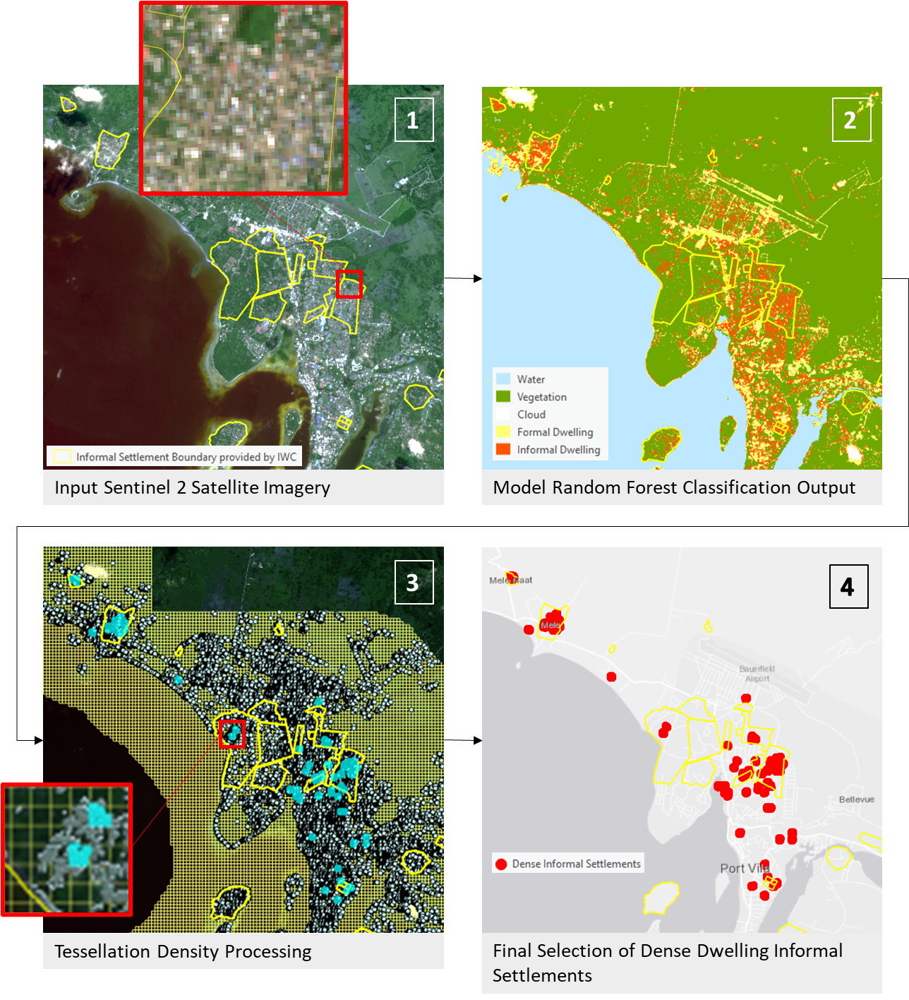 1
Informal Settlement Boundary provided by IWC
Input Sentinel 2 Satellite Imagery
2
Water
Vegetation
Cloud
Formal Dwelling
Informal Dwelling
Model Random Forest Classification Output
3
Tessellation Density Processing
4
Mele Maat
Mele
Bauerfield
Airport
Bellevue
Dense Informal Settlements
Port Vila
Final Selection of Dense Dwelling Informal
Settlements